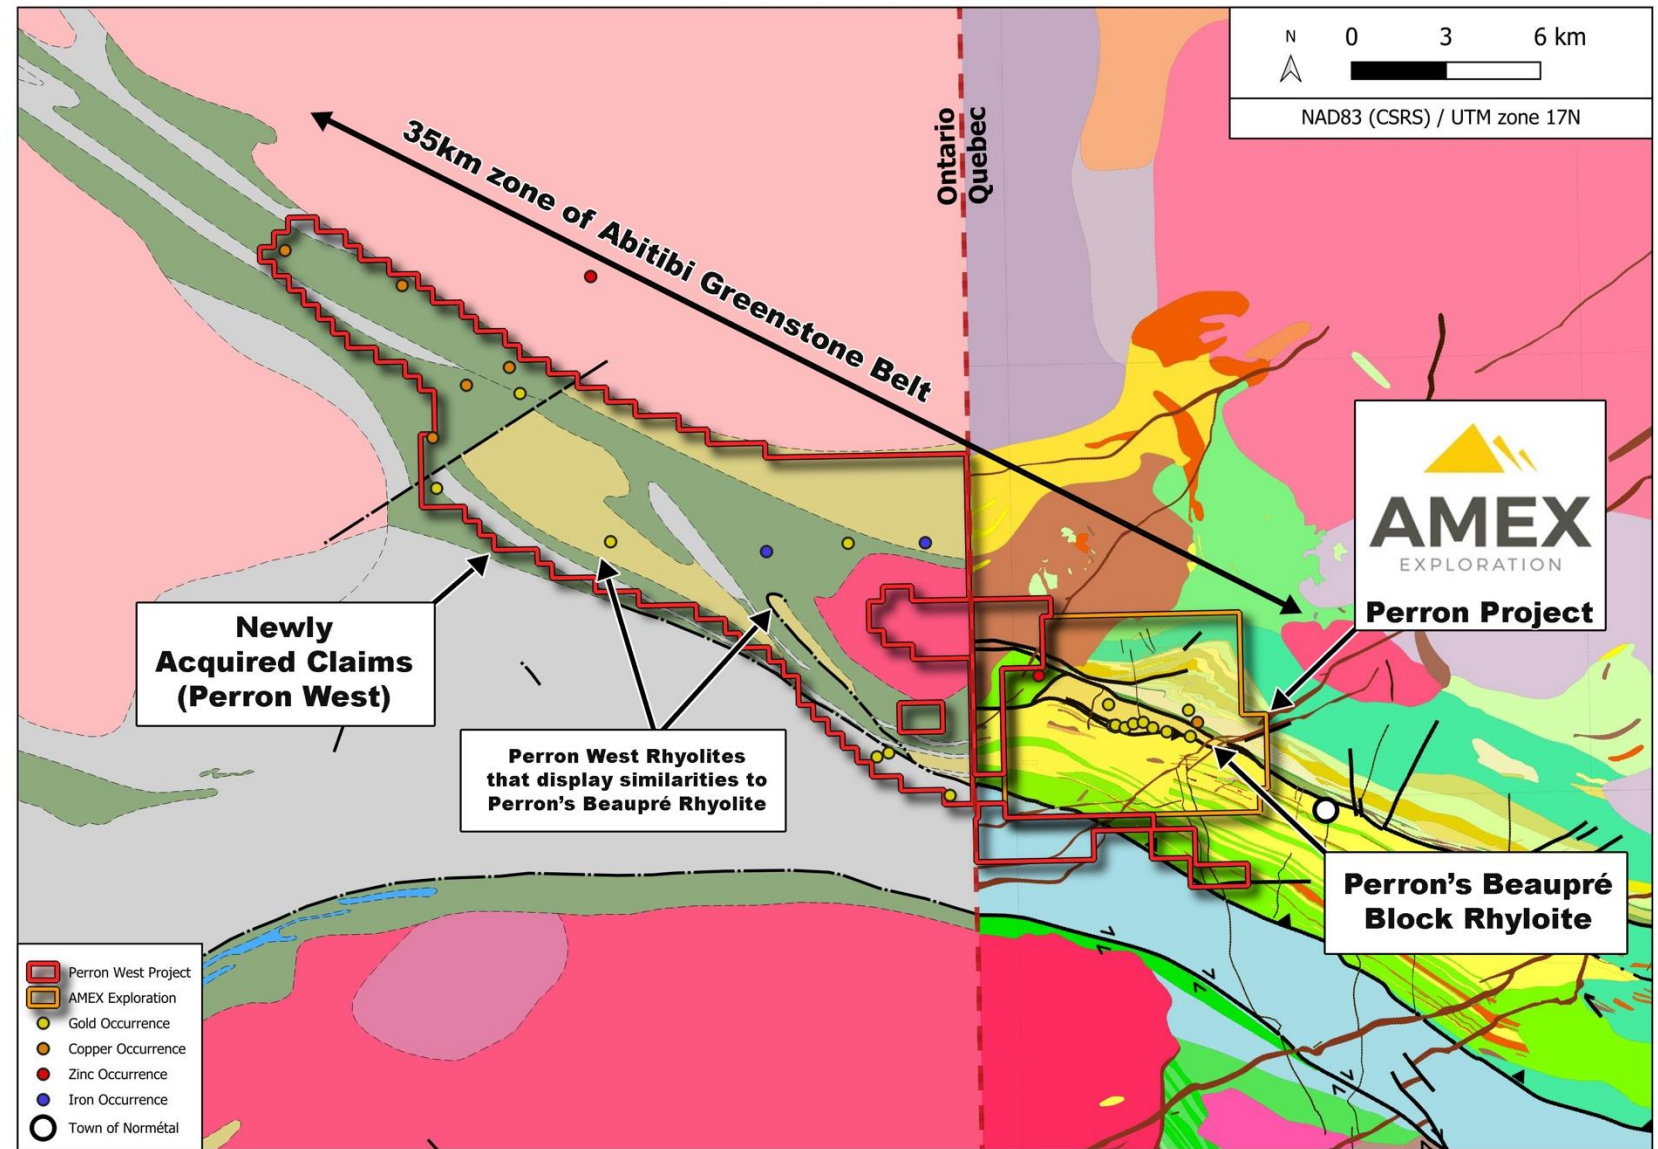 N
0 3 6 km
NAD83 (CSRS) / UTM zone 17N
Ontario
Quebec
35km zone of Abitibi Greenstone Belt
AMEX
EXPLORATION
Perron Project
Newly
Acquired Claims
(Perron West)
Perron West Rhyolites
that display similarities to
Perron's Beaupré Rhyolite
Perron's Beaupré
Block Rhyloite
Perron West Project
AMEX Exploration
Gold Occurrence
Copper Occurrence
Zinc Occurrence
Iron Occurrence
Town of Normétal